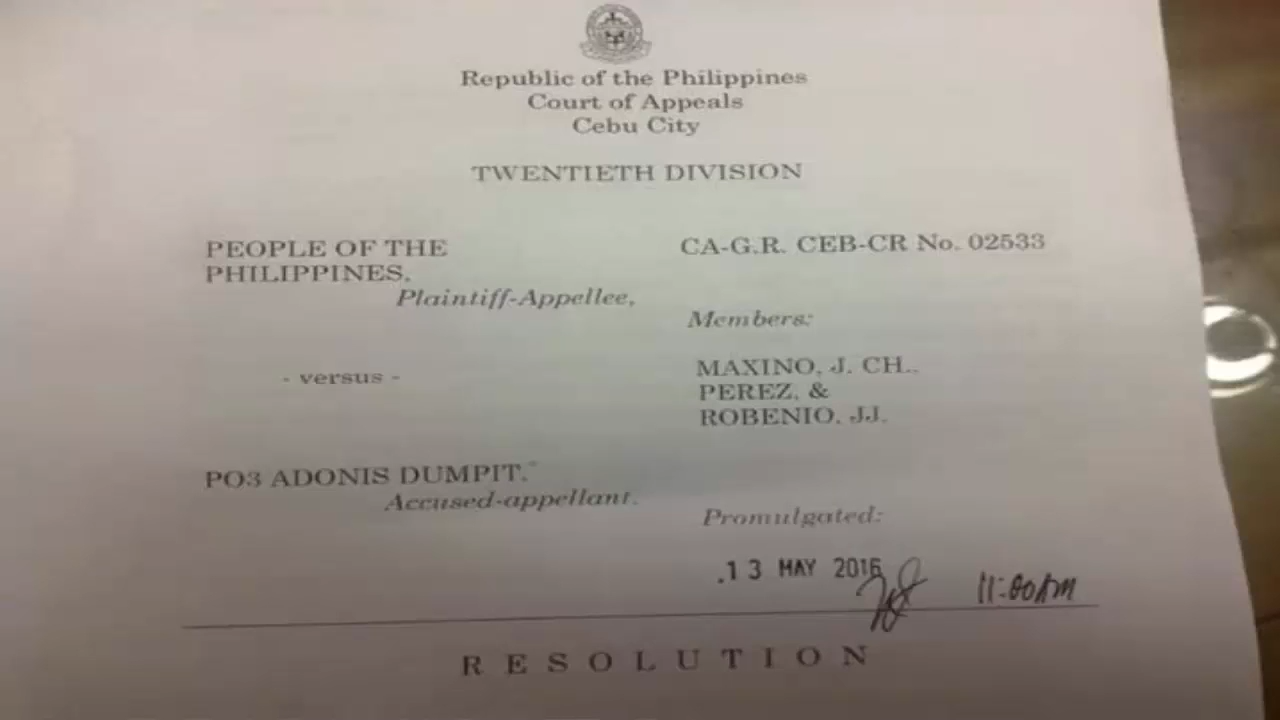 Republic of the Philippines
Court of Appeals
Cebu City
TWENTIETH DIVISION
PEOPLE OF THE
PHILIPPINES,
Plaintiff-Appellee,
- versus -
PO3 ADONIS DUMPIT,
Accused-appellant.
CA-G.R. CEB-CR No. 02533
Members:
MAXINO, J. CH.,
PEREZ, &
ROBENIO, JJ.
Promulgated:
13 MAY 2016 11:00AM
RESOLUTION